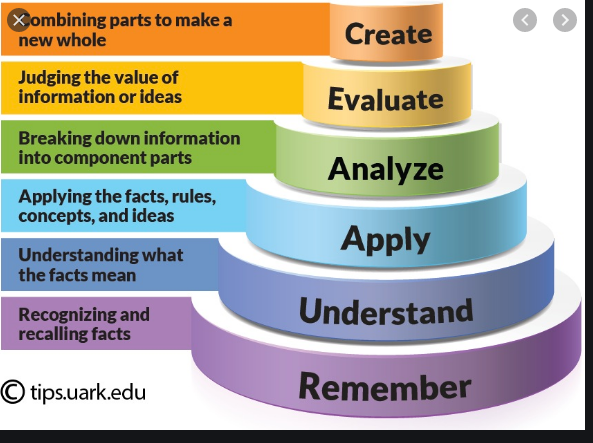 ombining parts to make a
new whole
Create
Judging the value of
information or ideas
Evaluate
Breaking down information
into component parts
Analyze
Applying the facts, rules,
concepts, and ideas
Apply
Understanding what
the facts mean
Understand
Recognizing and
recalling facts
Remember
© tips.uark.edu